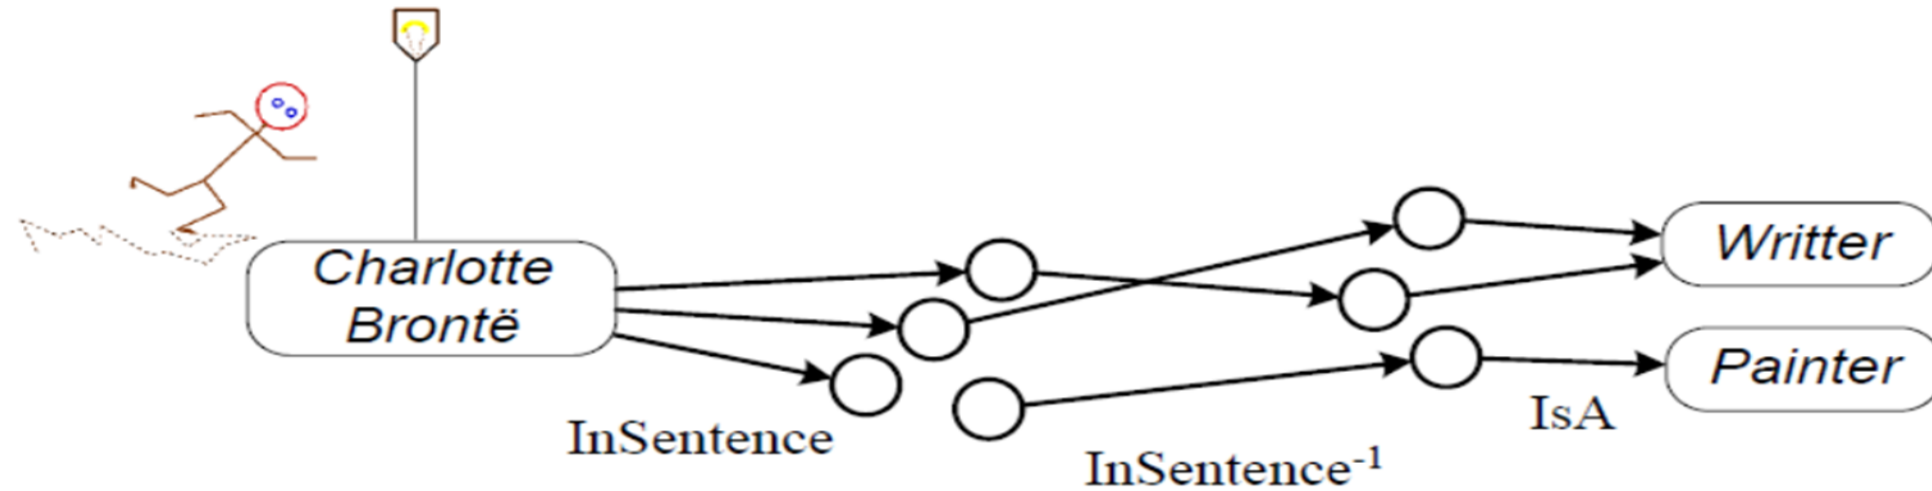 Charlotte
Brontë
Writter
Painter
IsA
InSentence
InSentence⁻¹